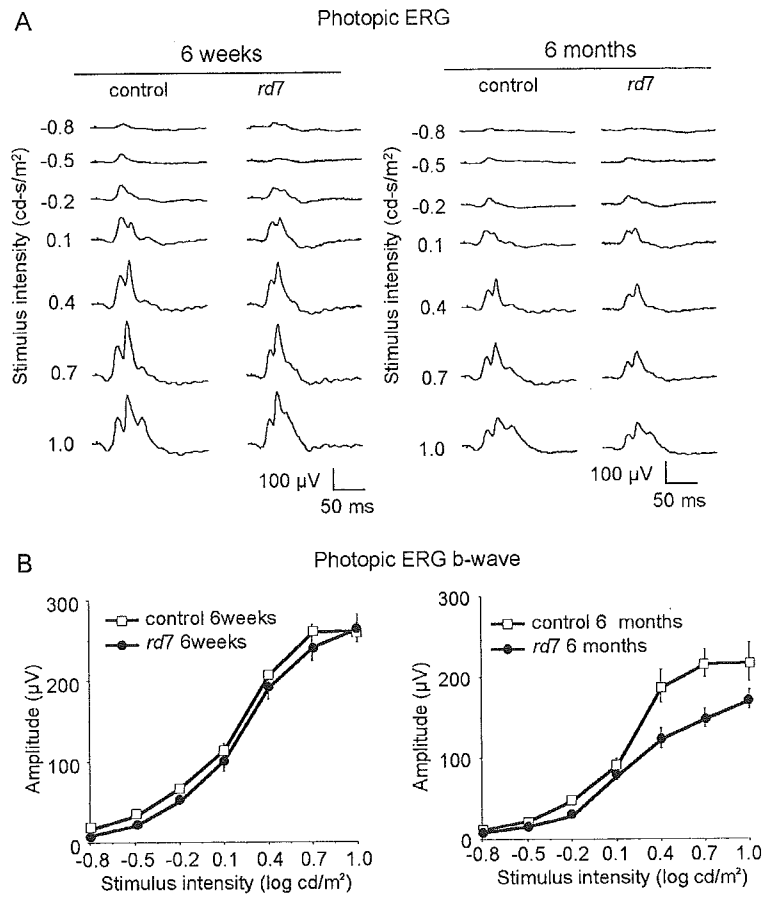 A
Photopic ERG
6 weeks
6 months
control rd7
control rd7
Stimulus intensity (cd-s/m²)
-0.8
-0.5
-0.2
0.1
0.4
0.7
1.0
100 µV
50 ms
Stimulus intensity (cd-s/m²)
-0.8
-0.5
-0.2
0.1
0.4
0.7
1.0
100 µV
50 ms
B
Photopic ERG b-wave
Amplitude (µV)
300
200
100
0
control 6weeks
rd7 6weeks
-0.8 -0.5 -0.2 0.1 0.4 0.7 1.0
Stimulus intensity (log cd/m²)
Amplitude (µV)
300
200
100
0
control 6 months
rd7 6 months
-0.8 -0.5 -0.2 0.1 0.4 0.7 1.0
Stimulus intensity (log cd/m²)